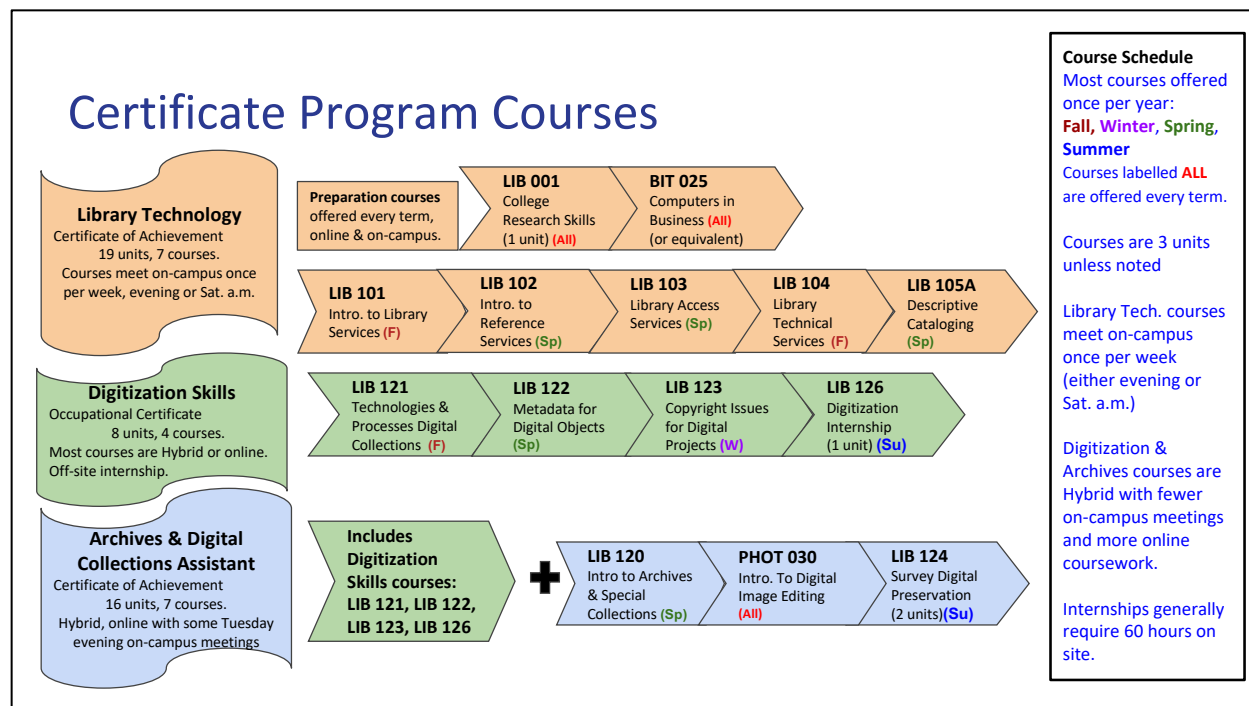 Certificate Program Courses
Library Technology
Certificate of Achievement
19 units, 7 courses.
Courses meet on-campus once
per week, evening or Sat. a.m.
Preparation courses
offered every term,
online & on-campus.
LIB 001
College
Research Skills
(1 unit) (All)
BIT 025
Computers in
Business (All)
(or equivalent)
LIB 101
Intro. to Library
Services (F)
LIB 102
Intro. to
Reference
Services (Sp)
LIB 103
Library Access
Services (Sp)
LIB 104
Library
Technical
Services (F)
LIB 105A
Descriptive
Cataloging
(Sp)
Digitization Skills
Occupational Certificate
8 units, 4 courses.
Most courses are Hybrid or online.
Off-site internship.
LIB 121
Technologies &
Processes Digital
Collections (F)
LIB 122
Metadata for
Digital Objects
(Sp)
LIB 123
Copyright Issues
for Digital
Projects (W)
LIB 126
Digitization
Internship
(1 unit) (Su)
Archives & Digital
Collections Assistant
Certificate of Achievement
16 units, 7 courses.
Hybrid, online with some Tuesday
evening on-campus meetings
Includes
Digitization
Skills courses:
LIB 121, LIB 122,
LIB 123, LIB 126
LIB 120
Intro to Archives
& Special
Collections (Sp)
PHOT 030
Intro. To Digital
Image Editing
(All)
LIB 124
Survey Digital
Preservation
(2 units)(Su)
Course Schedule
Most courses offered
once per year:
Fall, Winter, Spring,
Summer
Courses labelled ALL
are offered every term.
Courses are 3 units
unless noted
Library Tech. courses
meet on-campus
once per week
(either evening or
Sat. a.m.)
Digitization &
Archives courses are
Hybrid with fewer
on-campus meetings
and more online
coursework.
Internships generally
require 60 hours on
site.